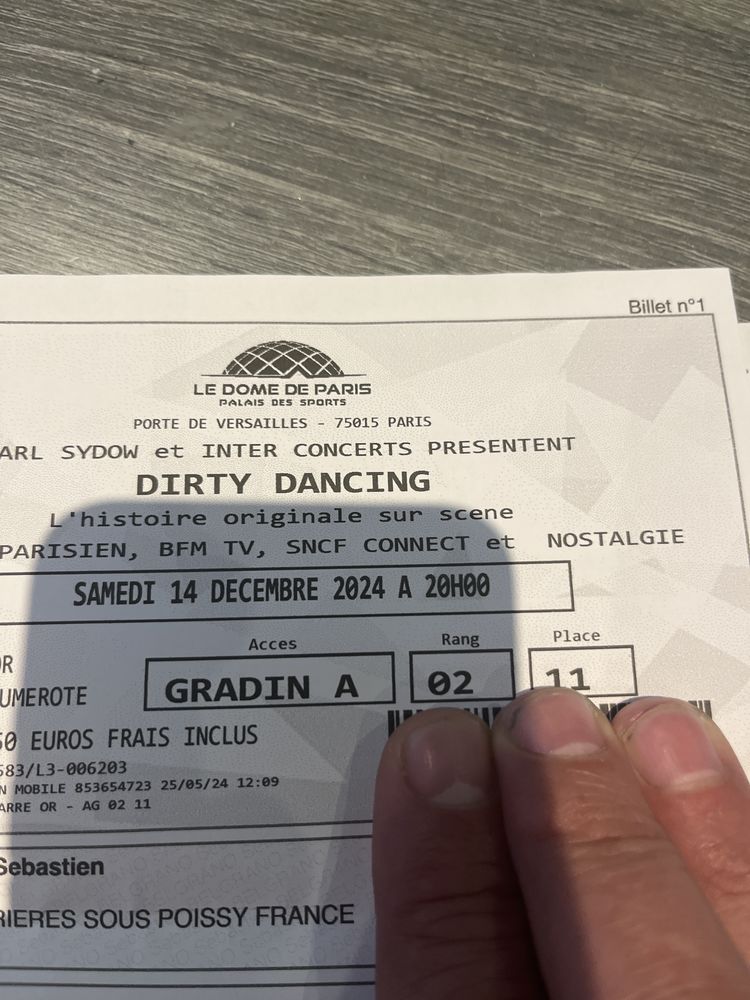 Billet n°1
LE DOME DE PARIS
PALAIS DES SPORTS
PORTE DE VERSAILLES - 75015 PARIS
ARL SYDOW et INTER CONCERTS PRESENTENT
DIRTY DANCING
L'histoire originale sur scene
PARISIEN, BFM TV, SNCF CONNECT et NOSTALGIE
SAMEDI 14 DECEMBRE 2024 A 20H00
Acces Rang Place
OR
UMEROTE GRADIN A 02 11
50 EUROS FRAIS INCLUS
583/L3-006203
N MOBILE 853654723 25/05/24 12:09
ARRE OR - AG 02 11
Sebastien
RIERES SOUS POISSY FRANCE